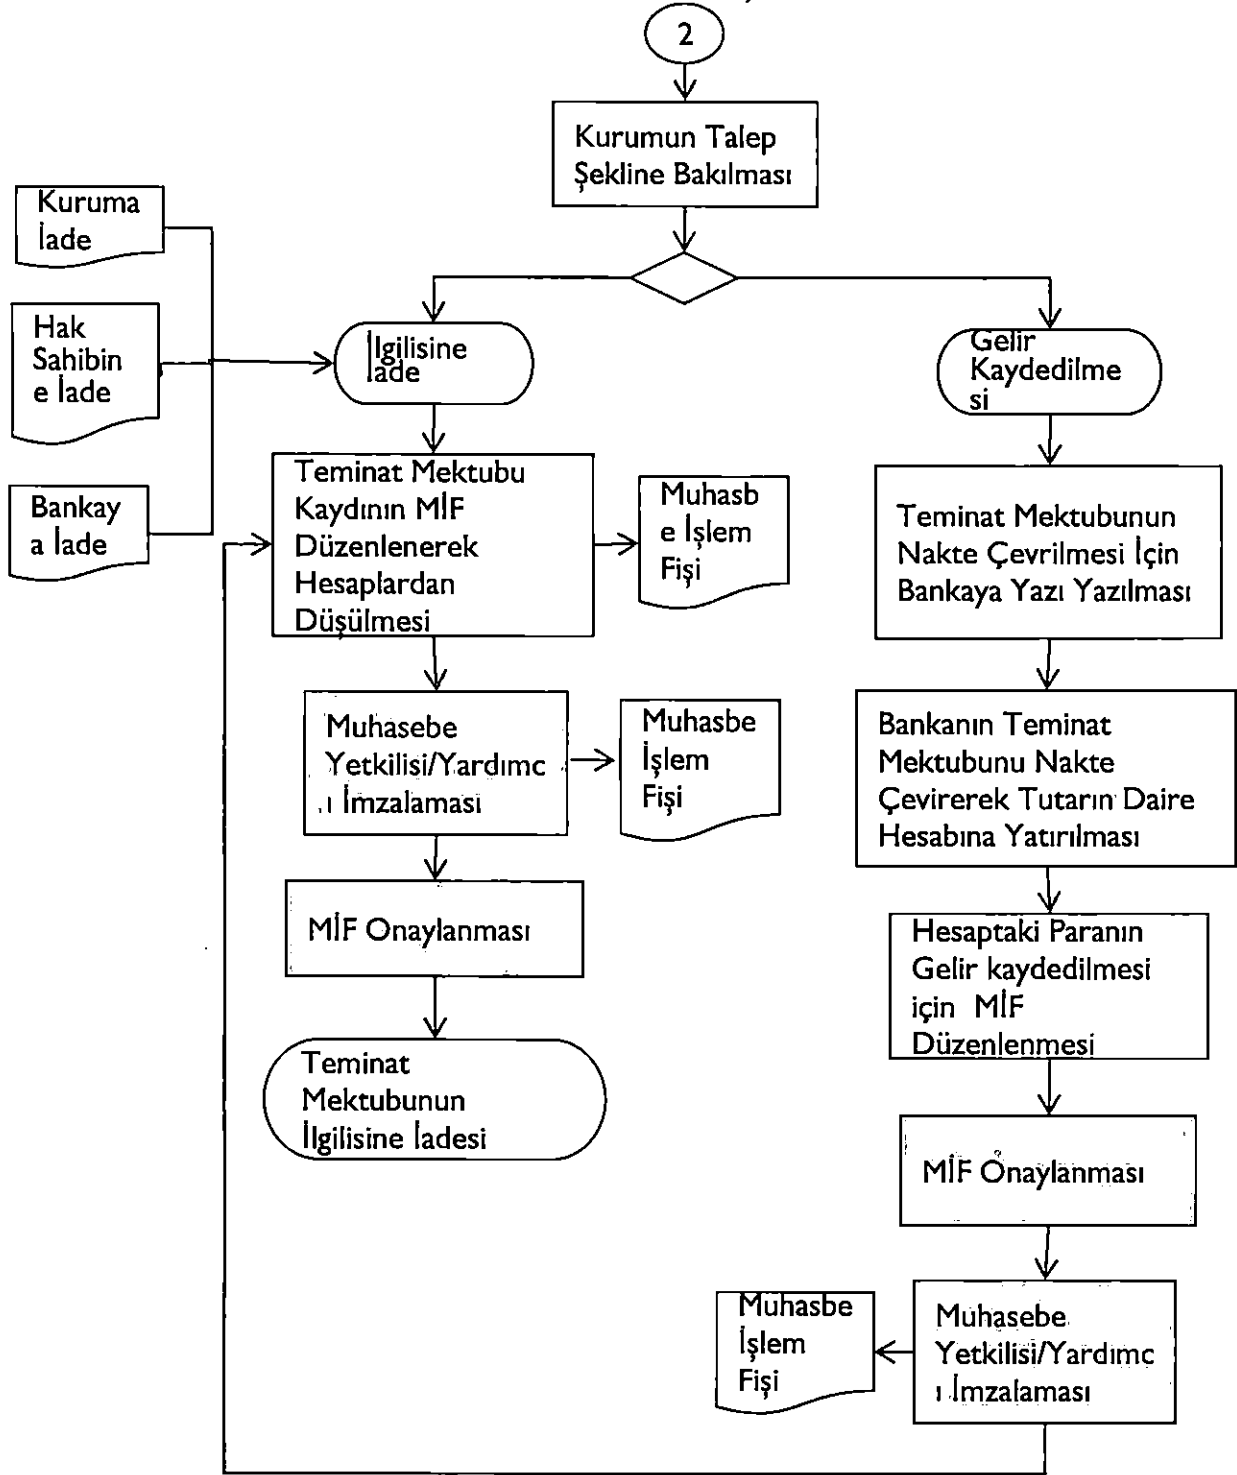 2
Kurumun Talep
Şekline Bakılması
Kuruma
İade
Hak
Sahibin
e İade
Bankay
a İade
İlgilisine
İade
Gelir
Kaydedilme
si
Teminat Mektubu
Kaydının MİF
Düzenlenerek
Hesaplardan
Düşülmesi
Muhasb
e İşlem
Fişi
Teminat Mektubunun
Nakte Çevrilmesi İçin
Bankaya Yazı Yazılması
Muhasebe
Yetkilisi/Yardımc
ı İmzalaması
Muhasbe
İşlem
Fişi
Bankanın Teminat
Mektubunu Nakte
Çevirerek Tutarın Daire
Hesabına Yatırılması
MİF Onaylanması
Hesaptaki Paranın
Gelir kaydedilmesi
için MİF
Düzenlenmesi
Teminat
Mektubunun
İlgilisine İadesi
MİF Onaylanması
Muhasbe
İşlem
Fişi
Muhasebe
Yetkilisi/Yardımc
ı İmzalaması